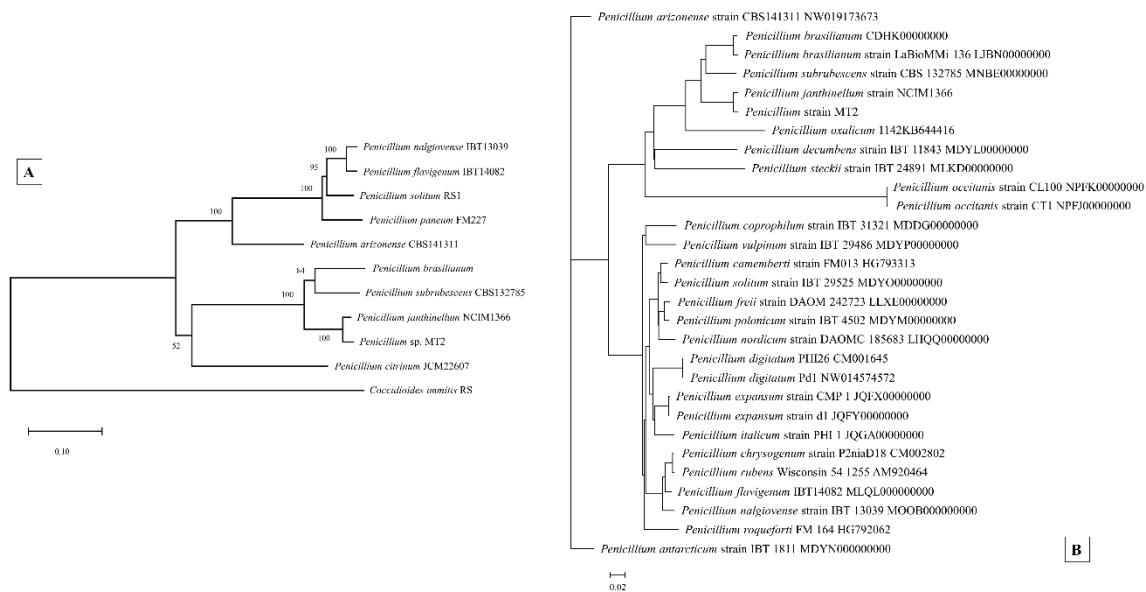 A
100
Penicillium nalgiovense IBT13039
95
Penicillium flavigenum IBT14082
100
Penicillium solitum RS1
100
Penicillium paneum FM227
Penicillium arizonense CBS141311
84
Penicillium brasilianum
100
Penicillium subrubescens CBS132785
Penicillium janthinellum NCIM1366
100
Penicillium sp. MT2
52
Penicillium citrinum JCM22607
Coccidioides immitis RS
0.10
Penicillium arizonense strain CBS141311 NW019173673
Penicillium brasilianum CDHK00000000
Penicillium brasilianum strain LaBioMMi 136 LJBN00000000
Penicillium subrubescens strain CBS 132785 MNBE00000000
Penicillium janthinellum strain NCIM1366
Penicillium strain MT2
Penicillium oxalicum 1142KB644416
Penicillium decumbens strain IBT 11843 MDYL00000000
Penicillium steckii strain IBT 24891 MLKD00000000
Penicillium occitanis strain CL100 NPFK00000000
Penicillium occitanis strain CT1 NPFJ00000000
Penicillium coprophilum strain IBT 31321 MDDG00000000
Penicillium vulpinum strain IBT 29486 MDYP00000000
Penicillium camemberti strain FM013 HG793313
Penicillium solitum strain IBT 29525 MDYO00000000
Penicillium freii strain DAOM 242723 LLXE00000000
Penicillium polonicum strain IBT 4502 MDYM00000000
Penicillium nordicum strain DAOMC 185683 LHQQ00000000
Penicillium digitatum PHI26 CM001645
Penicillium digitatum Pd1 NW014574572
Penicillium expansum strain CMP 1 JQFX00000000
Penicillium expansum strain d1 JQFY00000000
Penicillium italicum strain PHI 1 JQGA00000000
Penicillium chrysogenum strain P2niaD18 CM002802
Penicillium rubens Wisconsin 54 1255 AM920464
Penicillium flavigenum IBT14082 MLQL000000000
Penicillium nalgiovense strain IBT 13039 MOOB000000000
Penicillium roqueforti FM 164 HG792062
Penicillium antarcticum strain IBT 1811 MDYN000000000
B
0.02